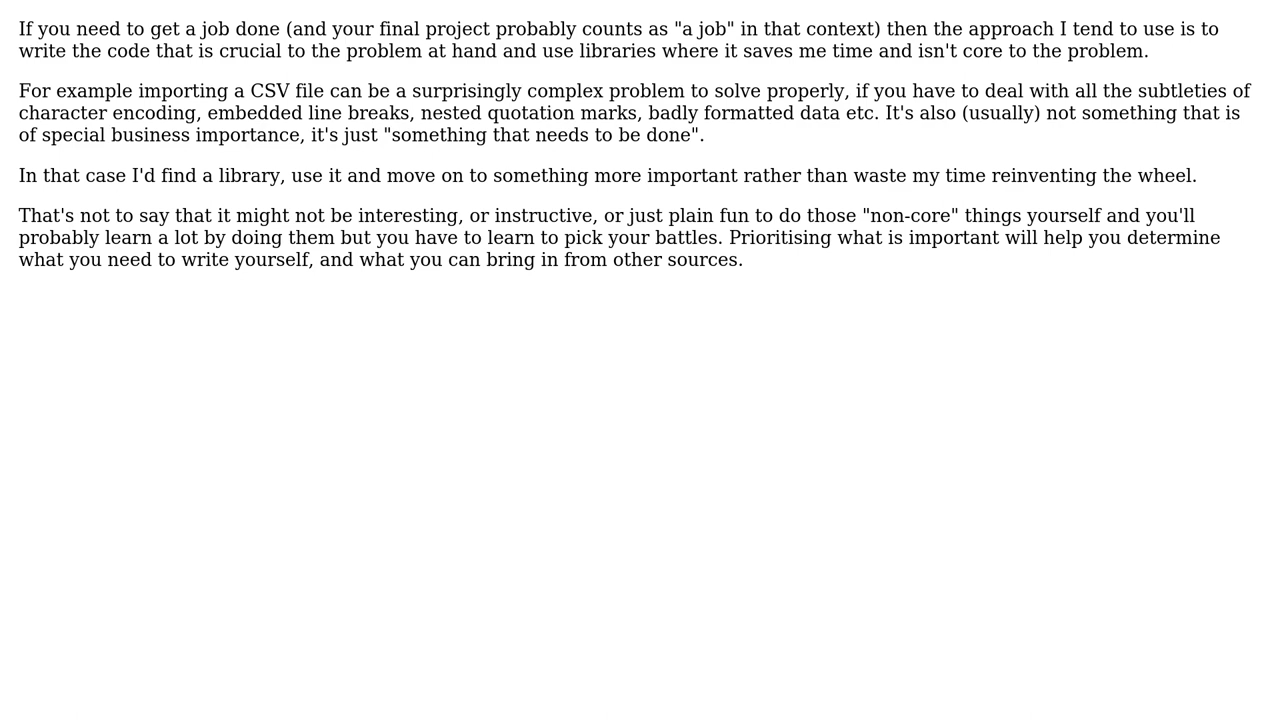 If you need to get a job done (and your final project probably counts as "a job" in that context) then the approach I tend to use is to
write the code that is crucial to the problem at hand and use libraries where it saves me time and isn't core to the problem.
For example importing a CSV file can be a surprisingly complex problem to solve properly, if you have to deal with all the subtleties of
character encoding, embedded line breaks, nested quotation marks, badly formatted data etc. It's also (usually) not something that is
of special business importance, it's just "something that needs to be done".
In that case I'd find a library, use it and move on to something more important rather than waste my time reinventing the wheel.
That's not to say that it might not be interesting, or instructive, or just plain fun to do those "non-core" things yourself and you'll
probably learn a lot by doing them but you have to learn to pick your battles. Prioritising what is important will help you determine
what you need to write yourself, and what you can bring in from other sources.